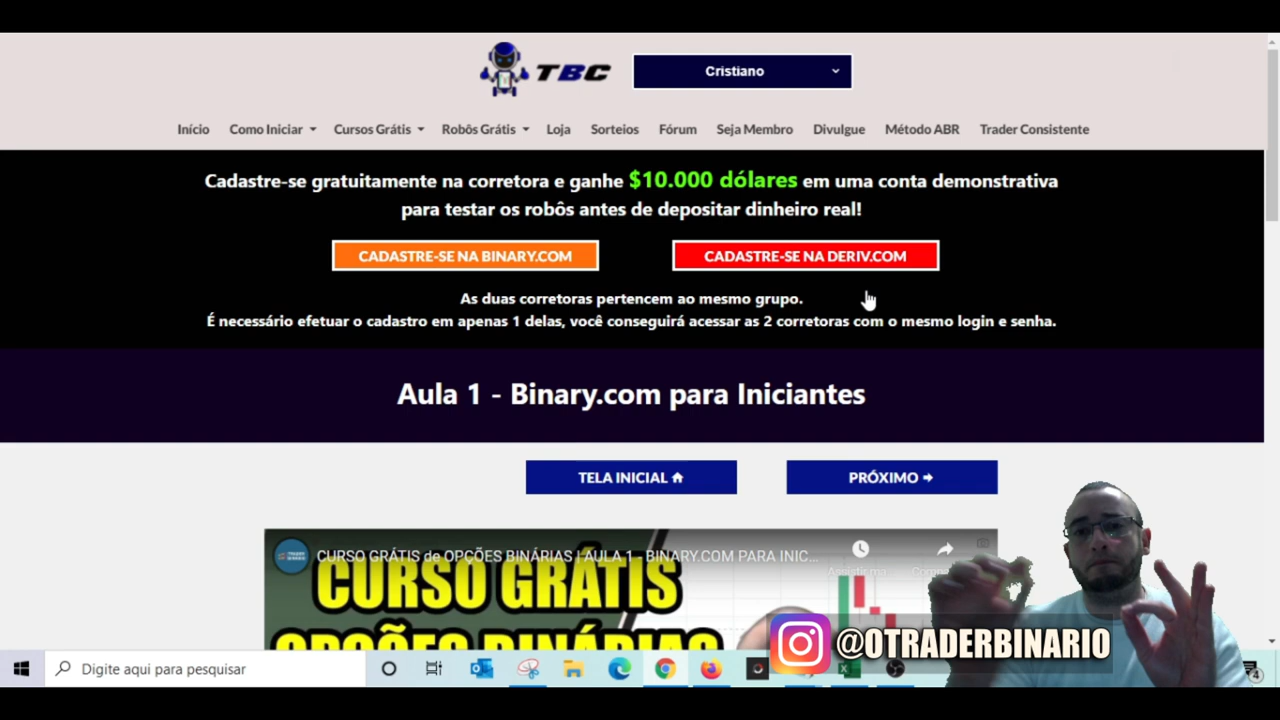 TBC
Cristiano
Início Como Iniciar Cursos Grátis Robôs Grátis Loja Sorteios Fórum Seja Membro Divulgue Método ABR Trader Consistente
Cadastre-se gratuitamente na corretora e ganhe $10.000 dólares em uma conta demonstrativa
para testar os robôs antes de depositar dinheiro real!
CADASTRE-SE NA BINARY.COM CADASTRE-SE NA DERIV.COM
As duas corretoras pertencem ao mesmo grupo.
É necessário efetuar o cadastro em apenas 1 delas, você conseguirá acessar as 2 corretoras com o mesmo login e senha.
Aula 1 - Binary.com para Iniciantes
TELA INICIAL PRÓXIMO
CURSO GRÁTIS de OPÇÕES BINÁRIAS | AULA 1 - BINARY.COM PARA INIC...
Assistir ma
CURSO GRÁTIS
OPÇÕES BINÁRIAS
@OTRADERBINARIO
Digite aqui para pesquisar
4